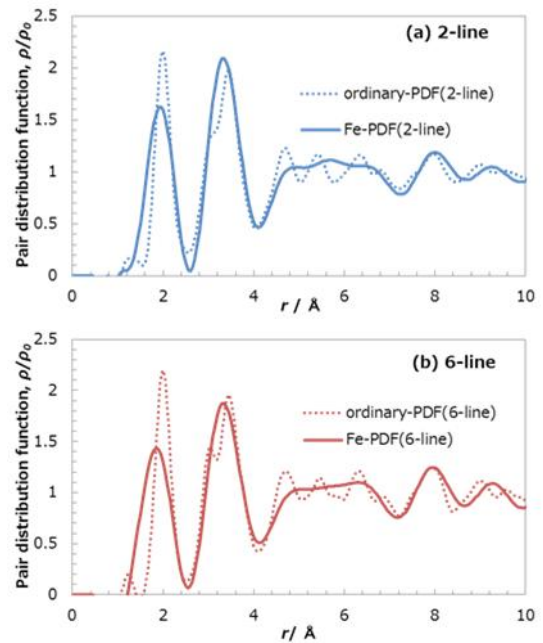 (a) 2-line
Pair distribution function, ρ/ρ₀
2.5
2
1.5
1
0.5
0
ordinary-PDF(2-line)
Fe-PDF(2-line)
0 2 4 6 8 10
r / Å
(b) 6-line
Pair distribution function, ρ/ρ₀
2.5
2
1.5
1
0.5
0
ordinary-PDF(6-line)
Fe-PDF(6-line)
0 2 4 6 8 10
r/ Å